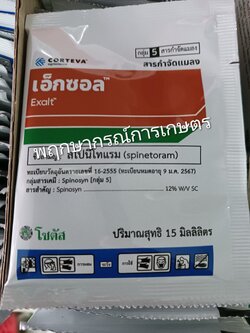 CORTEVA
กลุ่ม 5 สารกำจัดแมลง
สารกำจัดแมลง
เอ็กซอล™
Exalt™
พฤกษากรณ์การเกษตร
สไปนีโทแรม (spinetoram)
ทะเบียนวัตถุอันตรายเลขที่ 16-2555 (ทะเบียนหมดอายุ 9 ม.ค. 2567)
กลุ่มสารเคมี : Spinosyn (กลุ่ม 5)
สารสำคัญ : Spinosyn 12% W/V SC
โซตัส
ปริมาณสุทธิ 15 มิลลิลิตร